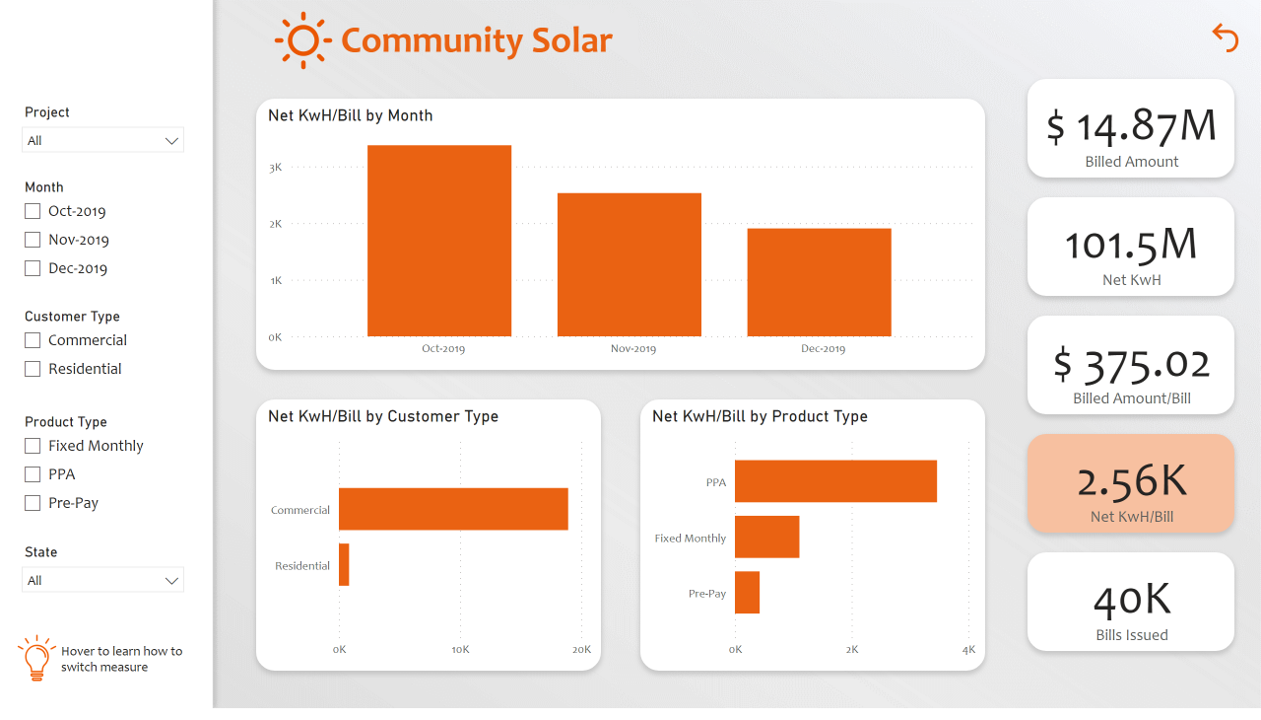 Community Solar
Project
All
Month
Oct-2019
Nov-2019
Dec-2019
Customer Type
Commercial
Residential
Product Type
Fixed Monthly
PPA
Pre-Pay
State
All
Hover to learn how to
switch measure
Net KwH/Bill by Month
3K
2K
1K
0K
Oct-2019
Nov-2019
Dec-2019
Net KwH/Bill by Customer Type
Commercial
Residential
0K
10K
20K
Net KwH/Bill by Product Type
PPA
Fixed Monthly
Pre-Pay
0K
2K
4K
$ 14.87M
Billed Amount
101.5M
Net KwH
$ 375.02
Billed Amount/Bill
2.56K
Net KwH/Bill
40K
Bills Issued